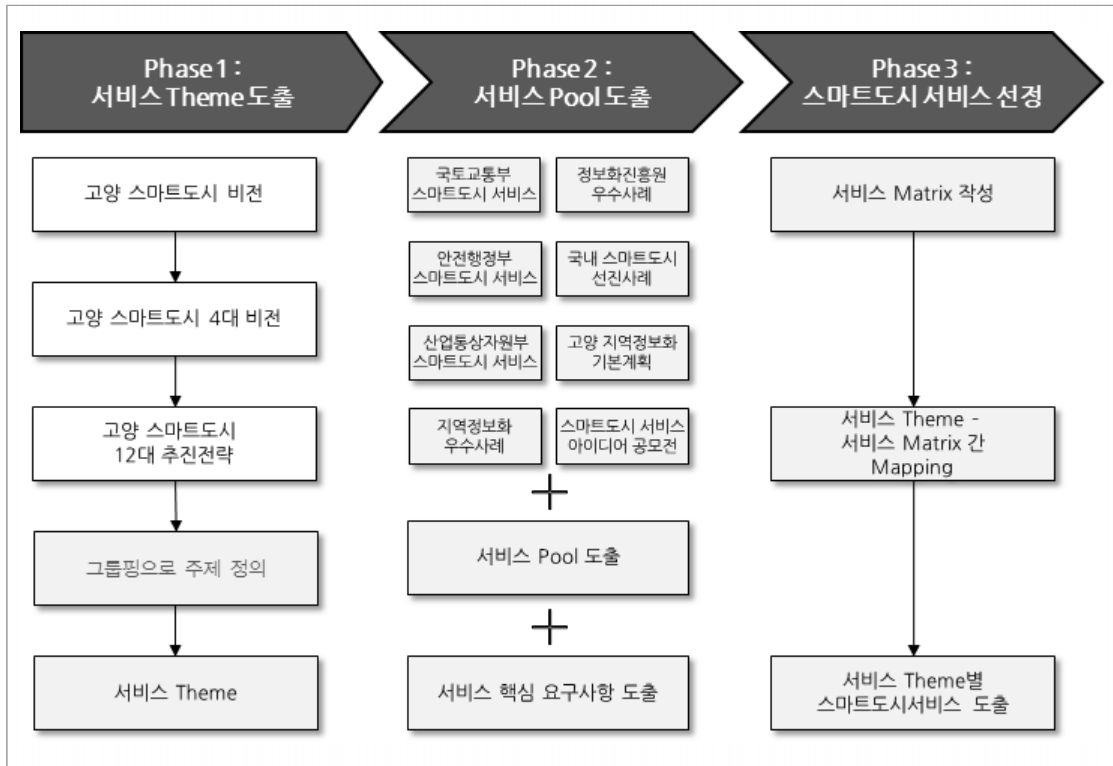 Phase 1 :
서비스 Theme 도출
Phase 2 :
서비스 Pool 도출
Phase 3 :
스마트도시 서비스 선정
고양 스마트도시 비전
고양 스마트도시 4대 비전
고양 스마트도시
12대 추진전략
그룹핑으로 주제 정의
서비스 Theme
국토교통부
스마트도시 서비스
정보화진흥원
우수사례
안전행정부
스마트도시 서비스
국내 스마트도시
선진사례
산업통상자원부
스마트도시 서비스
고양 지역정보화
기본계획
지역정보화
우수사례
스마트도시 서비스
아이디어 공모전
서비스 Pool 도출
서비스 핵심 요구사항 도출
서비스 Matrix 작성
서비스 Theme -
서비스 Matrix 간
Mapping
서비스 Theme별
스마트도시서비스 도출